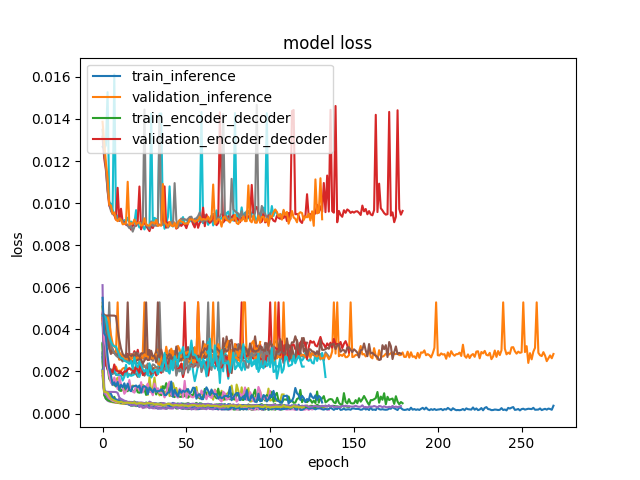 model loss
train_inference
validation_inference
train_encoder_decoder
validation_encoder_decoder
loss
0.016
0.014
0.012
0.010
0.008
0.006
0.004
0.002
0.000
0 50 100 150 200 250
epoch